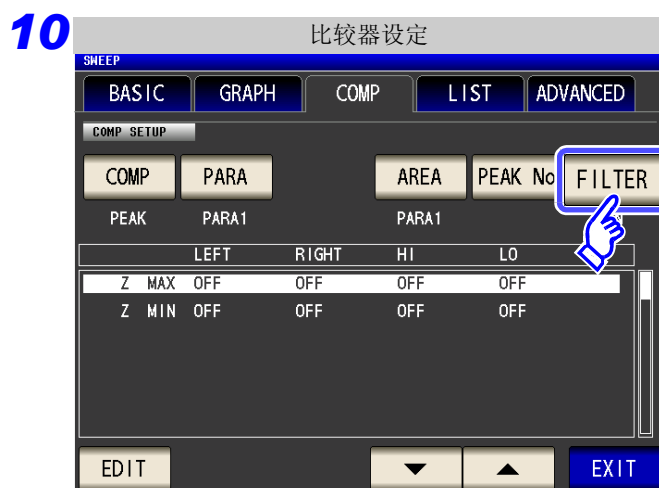 10
比较器设定
SWEEP
BASIC GRAPH COMP LIST ADVANCED
COMP SETUP
COMP PARA AREA PEAK No FILTER
PEAK PARA1 PARA1
LEFT RIGHT HI LO
Z MAX OFF OFF OFF OFF
Z MIN OFF OFF OFF OFF
EDIT EXIT